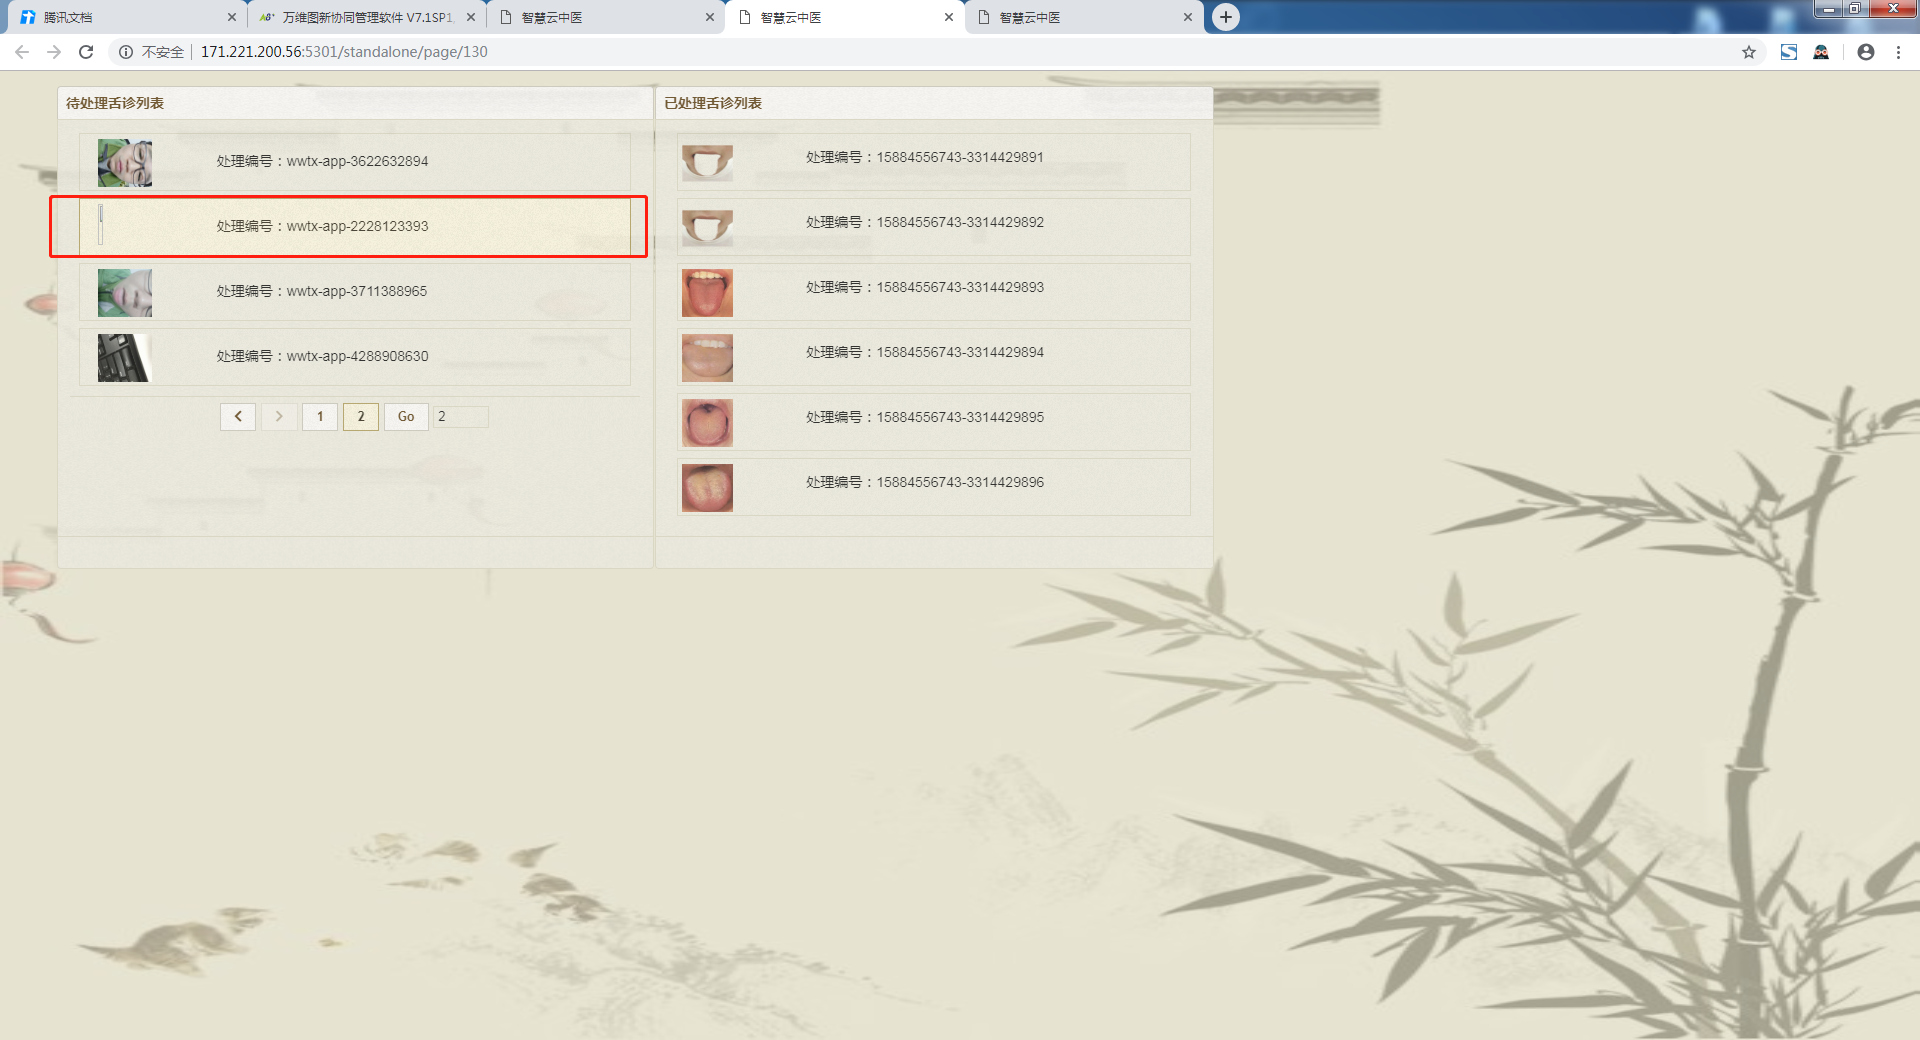 腾讯文档
万维图新协同管理软件 V7.1SP1
智慧云中医
智慧云中医
智慧云中医
不安全
171.221.200.56:5301/standalone/page/130
待处理舌诊列表
处理编号：wwtx-app-3622632894
处理编号：wwtx-app-2228123393
处理编号：wwtx-app-3711388965
处理编号：wwtx-app-4288908630
1 2 Go 2
已处理舌诊列表
处理编号：15884556743-3314429891
处理编号：15884556743-3314429892
处理编号：15884556743-3314429893
处理编号：15884556743-3314429894
处理编号：15884556743-3314429895
处理编号：15884556743-3314429896